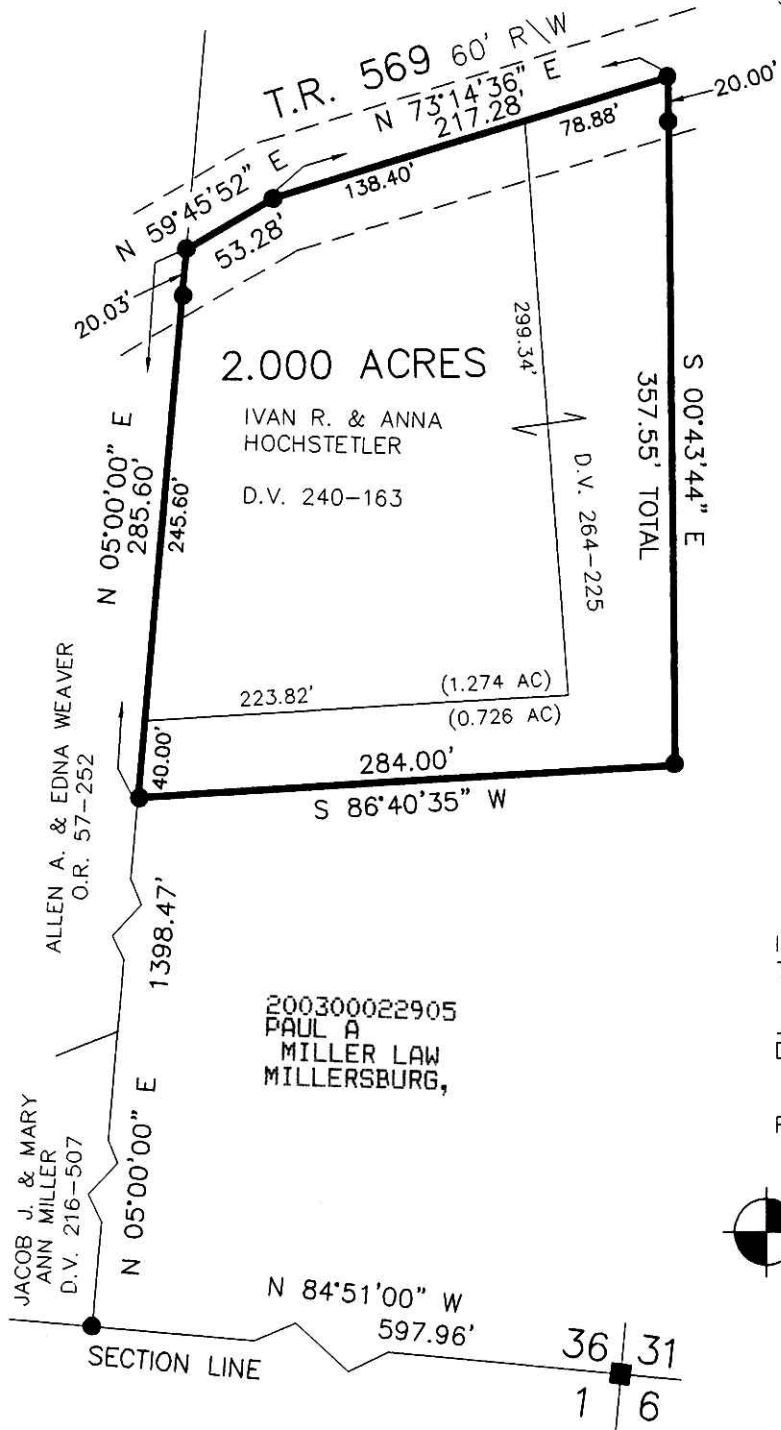 T.R. 569 60' R\W
N 73°14'36" E
217.28'
20.00'
78.88'
138.40'
N 59°45'52" E
53.28'
20.03'
299.34'
2.000 ACRES
IVAN R. & ANNA
HOCHSTETLER
D.V. 240-163
S 00°43'44" E
357.55' TOTAL
D.V. 264-225
N 05°00'00" E
285.60'
245.60'
223.82'
(1.274 AC)
(0.726 AC)
40.00'
284.00'
S 86°40'35" W
ALLEN A. & EDNA WEAVER
O.R. 57-252
1398.47'
200300022905
PAUL A
MILLER LAW
MILLERSBURG,
JACOB J. & MARY
ANN MILLER
D.V. 216-507
N 05°00'00" E
N 84°51'00" W
597.96'
SECTION LINE
36 31
1 6